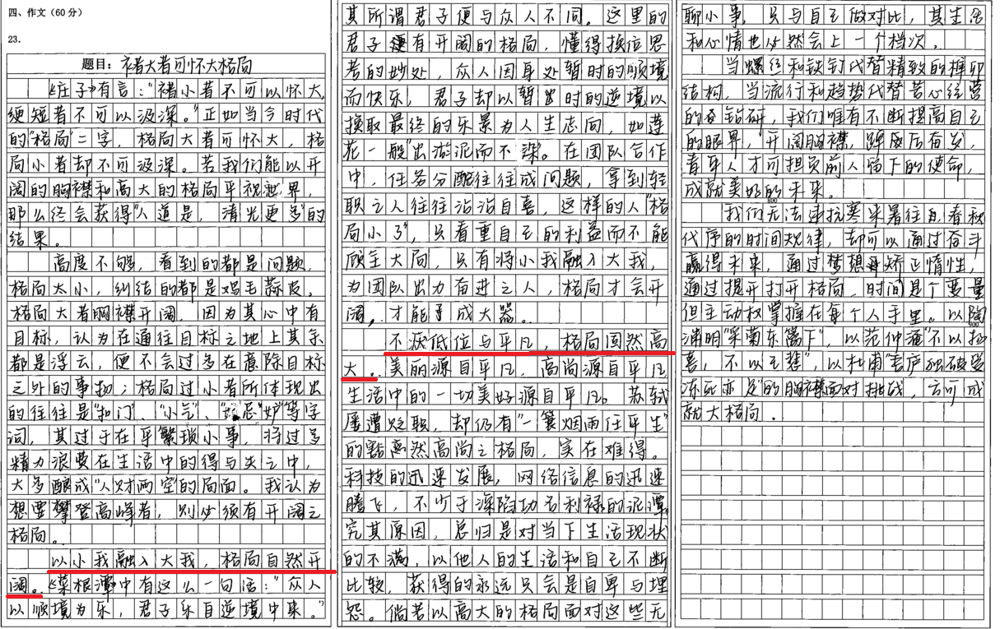 四、作文(60 分)
23.
题目：褚大者可怀大格局
《庄子》有言：“褚小者不可以怀大，
绠短者不可以汲深。”正如当今时代
的“格局”二字，格局大者可怀大，格
局小者却不可汲深。若我们能以开
阔的胸襟和高大的格局平视世界，
那么终会获得“人道是，清光更多”的
结果。
高度不够，看到的都是问题，
格局太小，纠结的都是鸡毛蒜皮。
格局大者胸襟开阔，因为其心中有
目标，认为在通往目标之地上其余
都是浮云，便不会过多在意除目标
之外的事物；格局过小者所体现出
的往往是“抠门”、“小气”、“妒”等字
词，其过于在乎繁琐小事，将过多
精力浪费在生活中的得与失之中，
大多酿成“人财两空”的局面。我认为
想要攀登高峰者，则必须有开阔之
格局。
以小我融入大我，格局自然开
阔。《菜根谭》中有这么一句话：“众人
以顺境为乐，君子乐自逆境中来。”
其所谓君子便与众人不同。这里的
君子便有开阔的格局，懂得换位思
考的妙处，众人因身处暂时的顺境
而快乐，君子却以暂时的逆境以
换取最终的乐景为人生志向，如莲
花一般“出淤泥而不染”。在团队合作
中，任务分配往往成问题，拿到轻
职之人往往沾沾自喜，这样的人“格
局小了”，只看重自己的利益而不能
顾全大局，只有将小我融入大我，
为团队出力奋进之人，格局才会开
阔，才能成大器。
不厌低位与平凡，格局固然高
大。美丽源自平凡，高尚源自平凡
生活中的一切美好源自平凡。苏轼
屡遭贬职，却仍有“一蓑烟雨任平生”
的豁然高尚之格局，实在难得。
科技的迅速发展，网络信息的迅速
腾飞，不少于深陷功名利禄的泥潭
究其原因，总归是对当下生活现状
的不满，以他人的生活和自己不断
比较，获得的永远只会是自卑与埋
怨。倘若以高大的格局面对这些无
聊小事，只与自己做对比，其生活
和心情也必然会上一个档次。
当螺丝和铁钉代替精致的榫卯
结构，当流行和趋势代替苦心经营
的钻研，我们唯有不断提高自己
的眼界，开阔胸襟，踔厉奋发，
青年人才可担负前人留下的使命，
成就美好的未来。
800
我们无法违抗寒来暑往春秋
代序的时间规律，却可以通过奋斗
赢得未来，通过梦想矫正惰性，
通过提升打开格局，时间是个变量
但主动权掌握在每个人手里。以陶
900
渊明“采菊东篱下”，以范仲淹“不以物
喜，不以己悲”，以杜甫“吾庐独破受
冻死亦足”的胸襟面对挑战，方可成
就大格局。